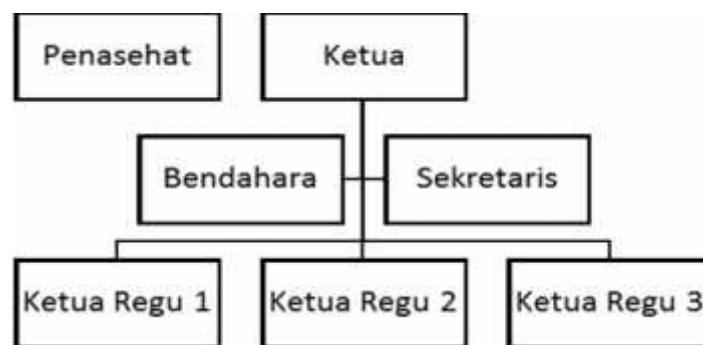 Penasehat
Ketua
Bendahara
Sekretaris
Ketua Regu 1
Ketua Regu 2
Ketua Regu 3